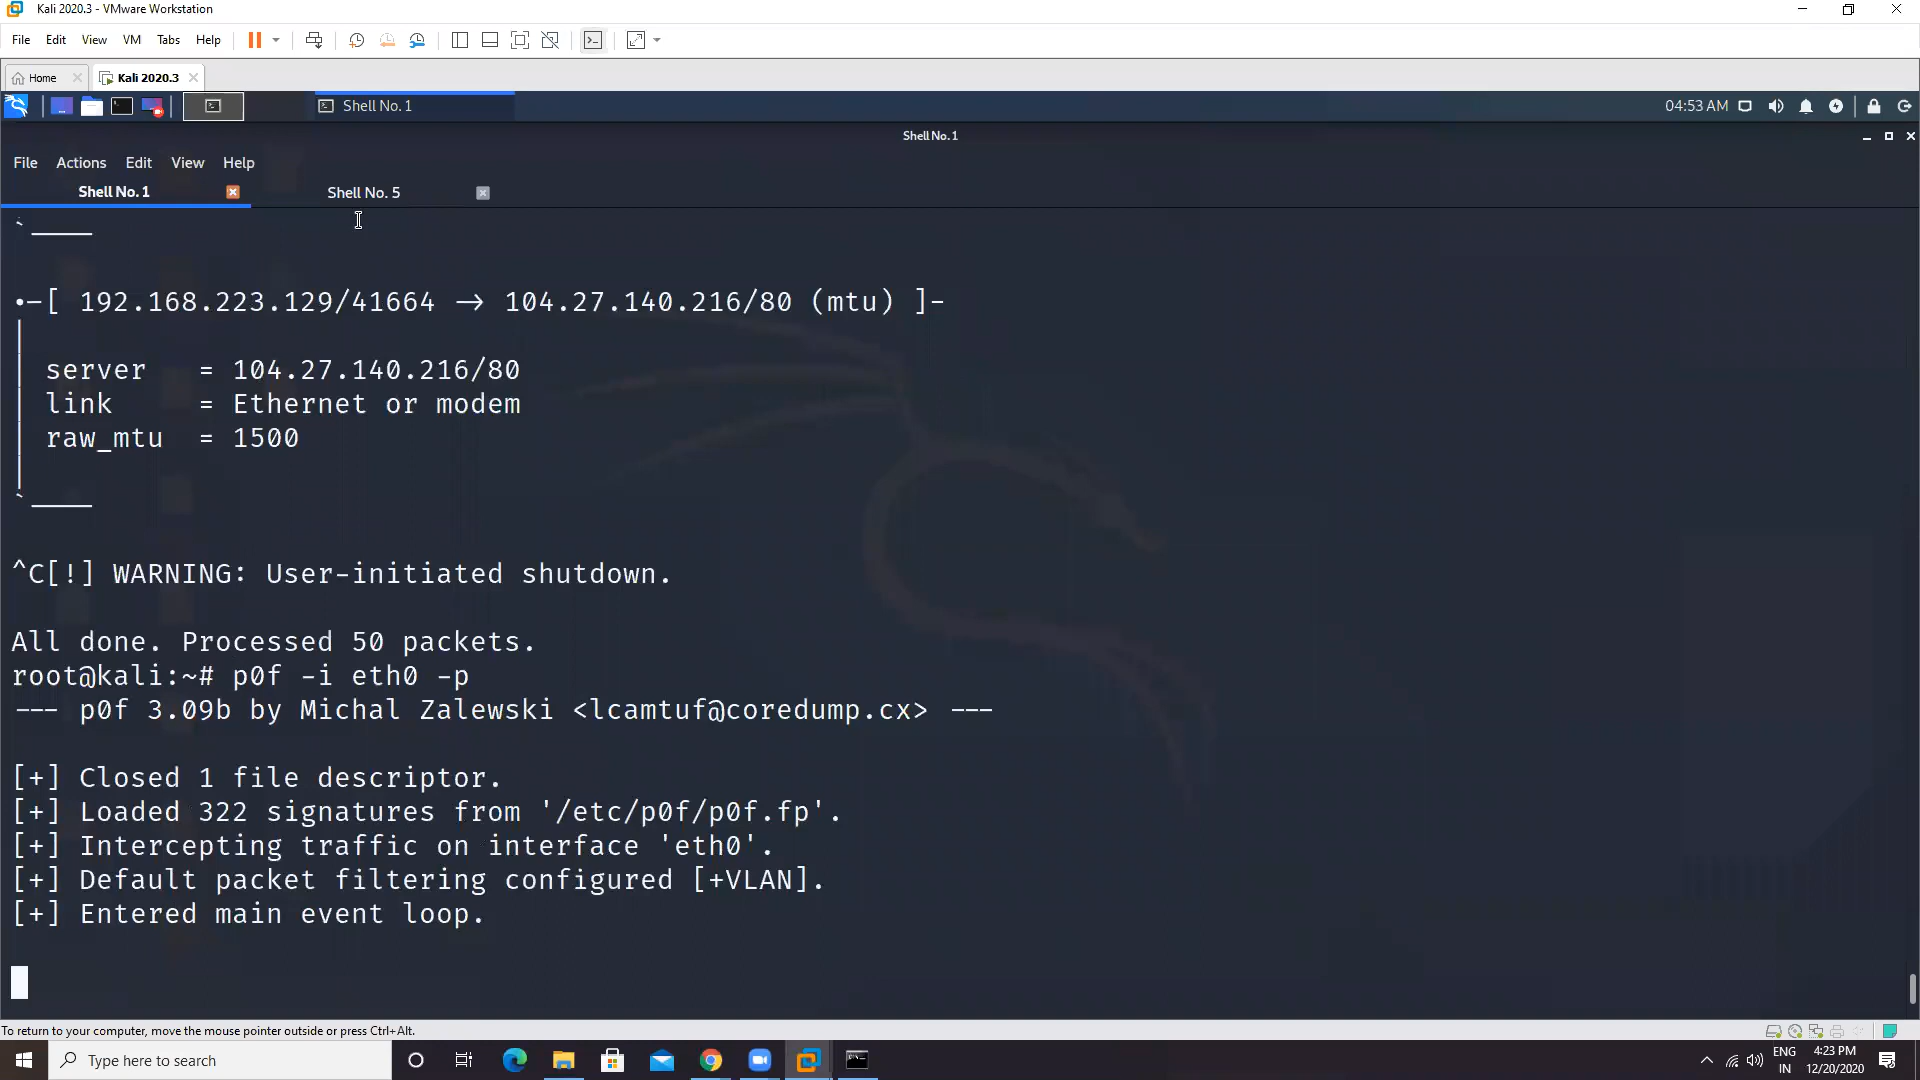 Kali 2020.3 - VMware Workstation
File Edit View VM Tabs Help
Home Kali 2020.3
Shell No. 1 04:53 AM
Shell No. 1
File Actions Edit View Help
Shell No. 1 Shell No. 5
`____
.-[ 192.168.223.129/41664 → 104.27.140.216/80 (mtu) ]-
|
| server = 104.27.140.216/80
| link = Ethernet or modem
| raw_mtu = 1500
|
`____
^C[!] WARNING: User-initiated shutdown.
All done. Processed 50 packets.
root@kali:~# p0f -i eth0 -p
--- p0f 3.09b by Michal Zalewski <lcamtuf@coredump.cx> ---
[+] Closed 1 file descriptor.
[+] Loaded 322 signatures from '/etc/p0f/p0f.fp'.
[+] Intercepting traffic on interface 'eth0'.
[+] Default packet filtering configured [+VLAN].
[+] Entered main event loop.
To return to your computer, move the mouse pointer outside or press Ctrl+Alt.
Type here to search
ENG 4:23 PM
IN 12/20/2020